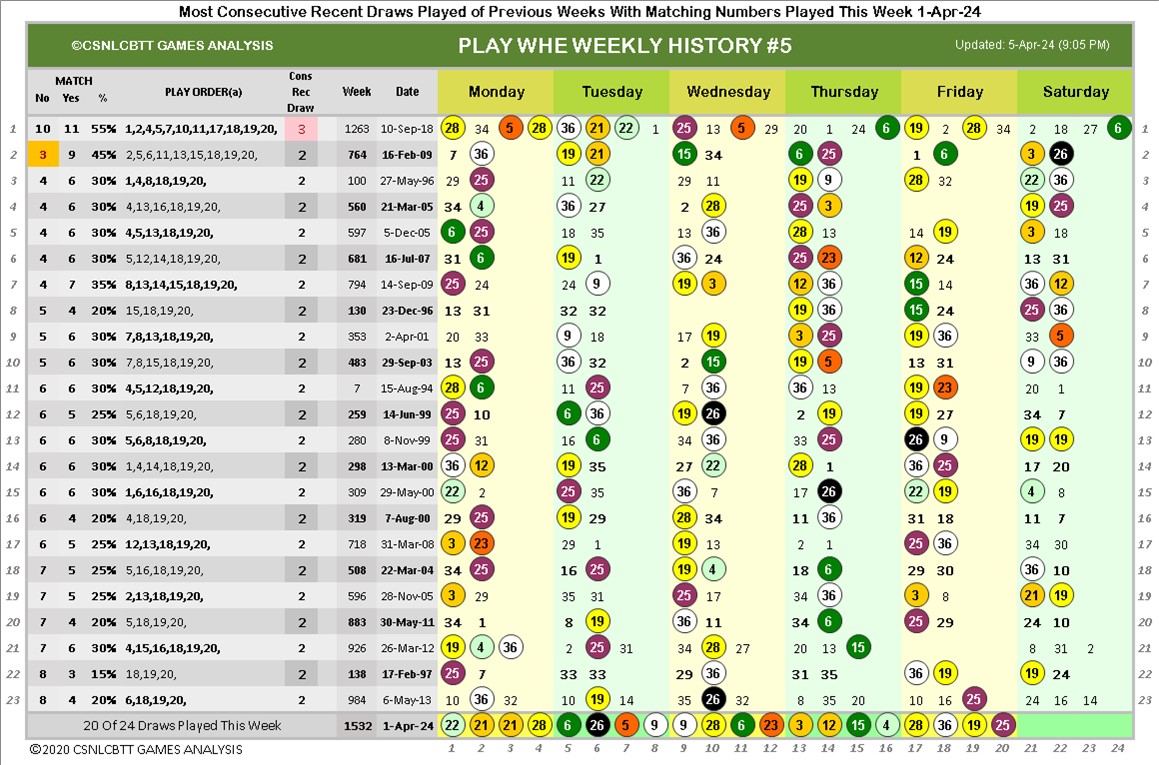 Most Consecutive Recent Draws Played of Previous Weeks With Matching Numbers Played This Week 1-Apr-24
©CSNLCBTT GAMES ANALYSIS PLAY WHE WEEKLY HISTORY #5 Updated: 5-Apr-24 (9:05 PM)
MATCH
No Yes % PLAY ORDER(a) Cons Rec Draw Week Date Monday Tuesday Wednesday Thursday Friday Saturday
1 10 11 55% 1,2,4,5,7,10,11,17,18,19,20, 3 1263 10-Sep-18 28 34 5 4 36 21 22 1 25 13 5 29 20 1 24 6 19 2 28 34 2 18 27 6 1
2 3 9 45% 2,5,6,11,13,15,18,19,20, 2 764 16-Feb-09 7 36 19 21 15 34 6 25 1 6 3 26 2
3 4 6 30% 1,4,8,18,19,20, 2 100 27-May-96 29 25 11 22 29 11 19 9 28 32 22 36 3
4 4 6 30% 4,13,16,18,19,20, 2 560 21-Mar-05 34 4 36 27 2 28 25 3 19 25 4
5 4 6 30% 4,5,13,18,19,20, 2 597 5-Dec-05 6 25 18 35 13 36 28 13 14 19 3 18 5
6 4 6 30% 5,12,14,18,19,20, 2 681 16-Jul-07 31 6 19 1 36 24 25 23 12 24 13 31 6
7 4 7 35% 8,13,14,15,18,19,20, 2 794 14-Sep-09 25 24 24 9 19 3 12 36 15 14 36 12 7
8 5 4 20% 15,18,19,20, 2 130 23-Dec-96 13 31 32 32 19 36 15 24 25 36 8
9 5 6 30% 7,8,13,18,19,20, 2 353 2-Apr-01 20 33 9 18 17 19 3 25 19 36 33 5 9
10 5 6 30% 7,8,15,18,19,20, 2 483 29-Sep-03 13 25 36 32 2 15 19 5 13 31 9 36 10
11 6 6 30% 4,5,12,18,19,20, 2 7 15-Aug-94 28 6 11 25 7 36 36 13 19 23 20 1 11
12 6 5 25% 5,6,18,19,20, 2 259 14-Jun-99 25 10 6 36 19 26 2 19 19 27 34 7 12
13 6 6 30% 5,6,8,18,19,20, 2 280 8-Nov-99 25 31 16 6 34 36 33 25 26 9 19 19 13
14 6 6 30% 1,4,14,18,19,20, 2 298 13-Mar-00 36 12 19 35 27 22 28 1 36 25 17 20 14
15 6 6 30% 1,6,16,18,19,20, 2 309 29-May-00 22 2 25 35 36 7 17 26 22 19 4 8 15
16 6 4 20% 4,18,19,20, 2 319 7-Aug-00 29 25 19 29 28 34 11 36 31 18 11 7 16
17 6 5 25% 12,13,18,19,20, 2 718 31-Mar-08 3 23 29 1 19 13 2 1 25 36 34 30 17
18 7 5 25% 5,16,18,19,20, 2 508 22-Mar-04 34 25 16 25 19 4 18 6 29 30 36 10 18
19 7 5 25% 2,13,18,19,20, 2 596 28-Nov-05 3 29 35 31 25 17 34 36 3 8 21 19 19
20 7 4 20% 5,18,19,20, 2 883 30-May-11 34 1 8 19 36 11 34 6 25 29 24 10 20
21 7 6 30% 4,15,16,18,19,20, 2 926 26-Mar-12 19 4 36 2 25 31 34 28 27 20 13 15 8 31 2 21
22 8 3 15% 18,19,20, 2 138 17-Feb-97 25 7 33 33 29 36 31 35 36 19 19 24 22
23 8 4 20% 6,18,19,20, 2 984 6-May-13 10 36 32 10 19 14 35 26 32 8 35 20 10 16 25 24 16 14 23
20 Of 24 Draws Played This Week 1532 1-Apr-24 22 21 21 28 6 26 5 9 9 28 6 23 3 12 15 4 28 36 19 25
©2020 CSNLCBTT GAMES ANALYSIS 1 2 3 4 5 6 7 8 9 10 11 12 13 14 15 16 17 18 19 20 21 22 23 24